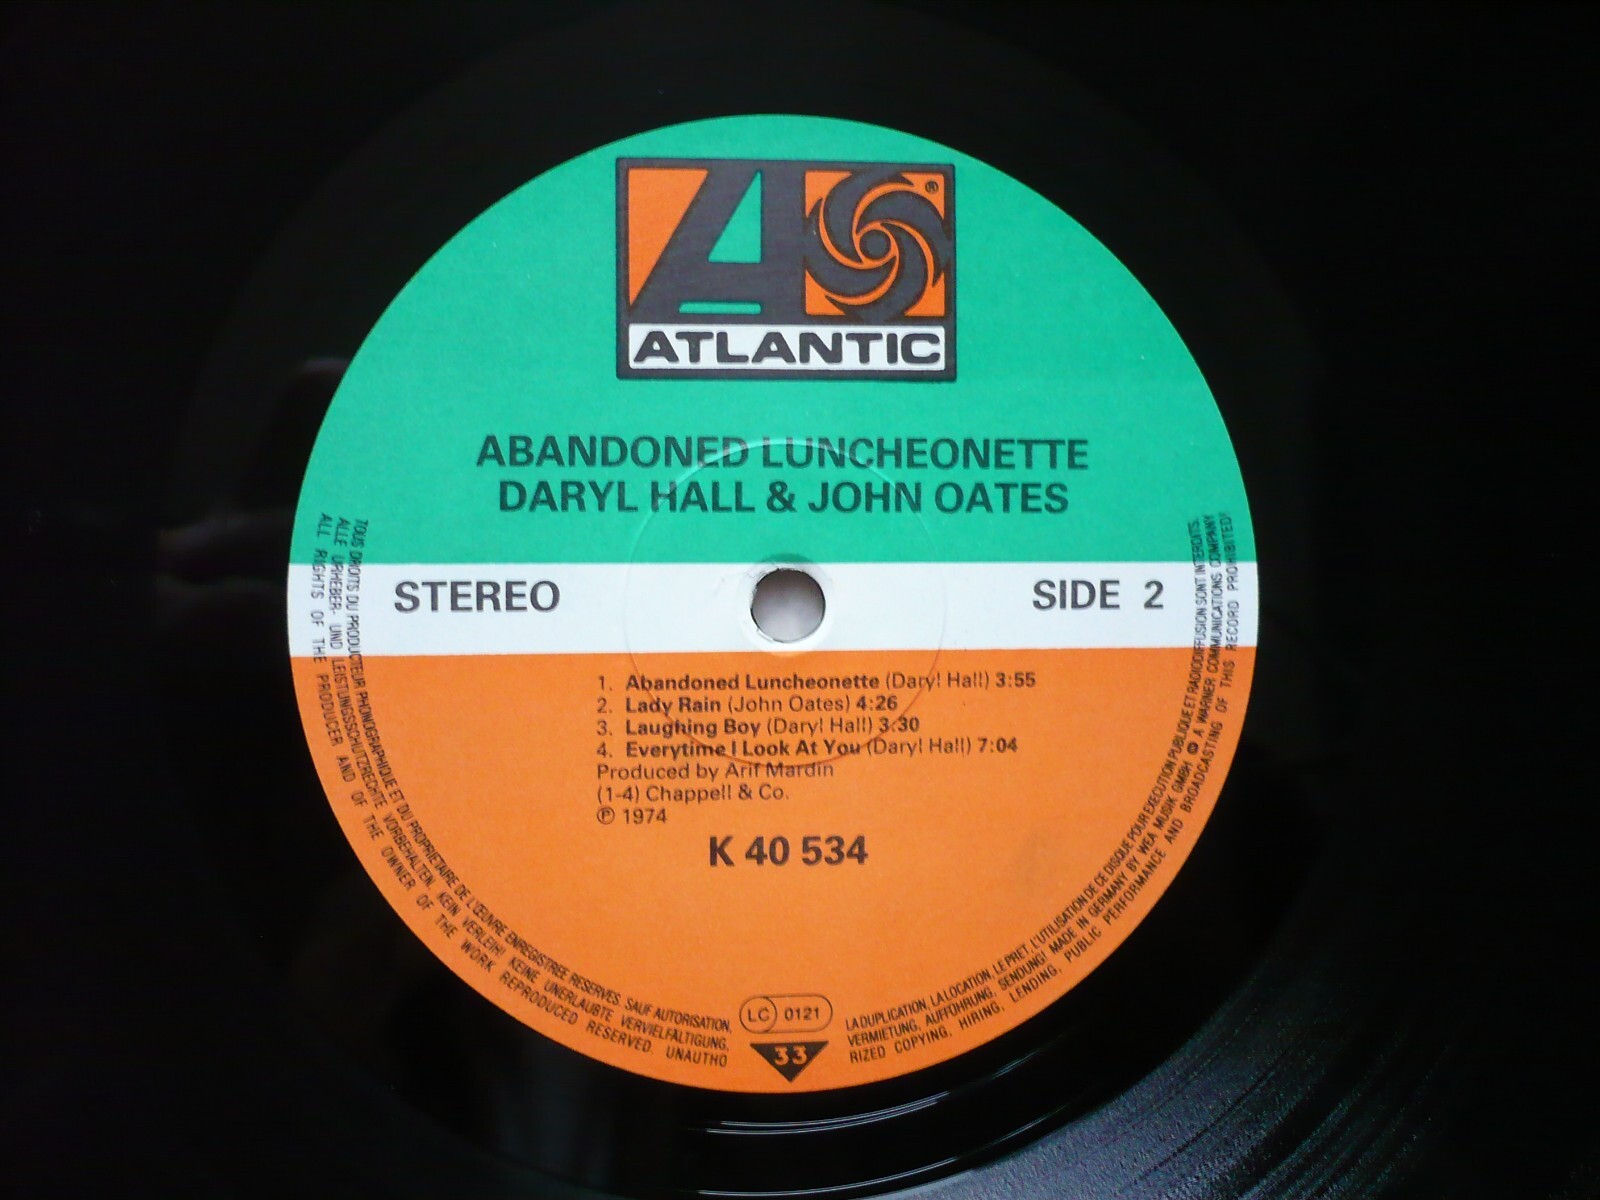 ATLANTIC
®
ABANDONED LUNCHEONETTE
DARYL HALL & JOHN OATES
STEREO
SIDE 2
1. Abandoned Luncheonette (Daryl Hall) 3:55
2. Lady Rain (John Oates) 4:26
3. Laughing Boy (Daryl Hall) 3:30
4. Everytime I Look At You (Daryl Hall) 7:04
Produced by Arif Mardin
(1-4) Chappell & Co.
℗ 1974
K 40 534
TOUS DROITS DU PRODUCTEUR PHONOGRAPHIQUE ET DU PROPRIETAIRE DE L'ŒUVRE ENREGISTREE RESERVES. SAUF AUTORISATION,
LA DUPLICATION, LA LOCATION, LE PRET, L'UTILISATION DE CE DISQUE POUR EXECUTION PUBLIQUE ET RADIODIFFUSION SONT INTERDITS.
ALLE URHEBER- UND LEISTUNGSSCHUTZRECHTE VORBEHALTEN. KEIN VERLEIH! KEINE UNERLAUBTE VERVIELFÄLTIGUNG,
VERMIETUNG, AUFFÜHRUNG, SENDUNG! MADE IN GERMANY BY WEA MUSIK GMBH A WARNER COMMUNICATIONS COMPANY
ALL RIGHTS OF THE PRODUCER AND OF THE OWNER OF THE WORK REPRODUCED RESERVED. UNAUTHO
RIZED COPYING, HIRING, LENDING, PUBLIC PERFORMANCE AND BROADCASTING OF THIS RECORD PROHIBITED!
LC 0121
33